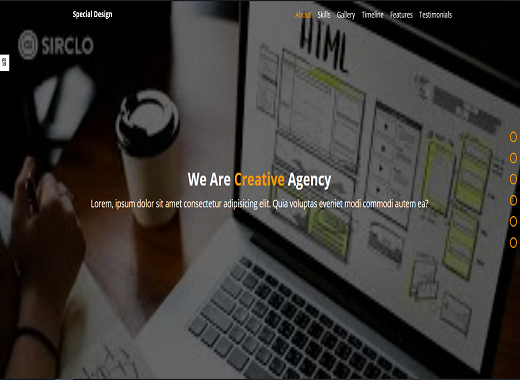 Special Design
About Skills Gallery Timeline Features Testimonials
SIRCLO
HTML
We Are Creative Agency
Lorem, ipsum dolor sit amet consectetur adipisicing elit. Quia voluptas eveniet modi commodi autem ea?